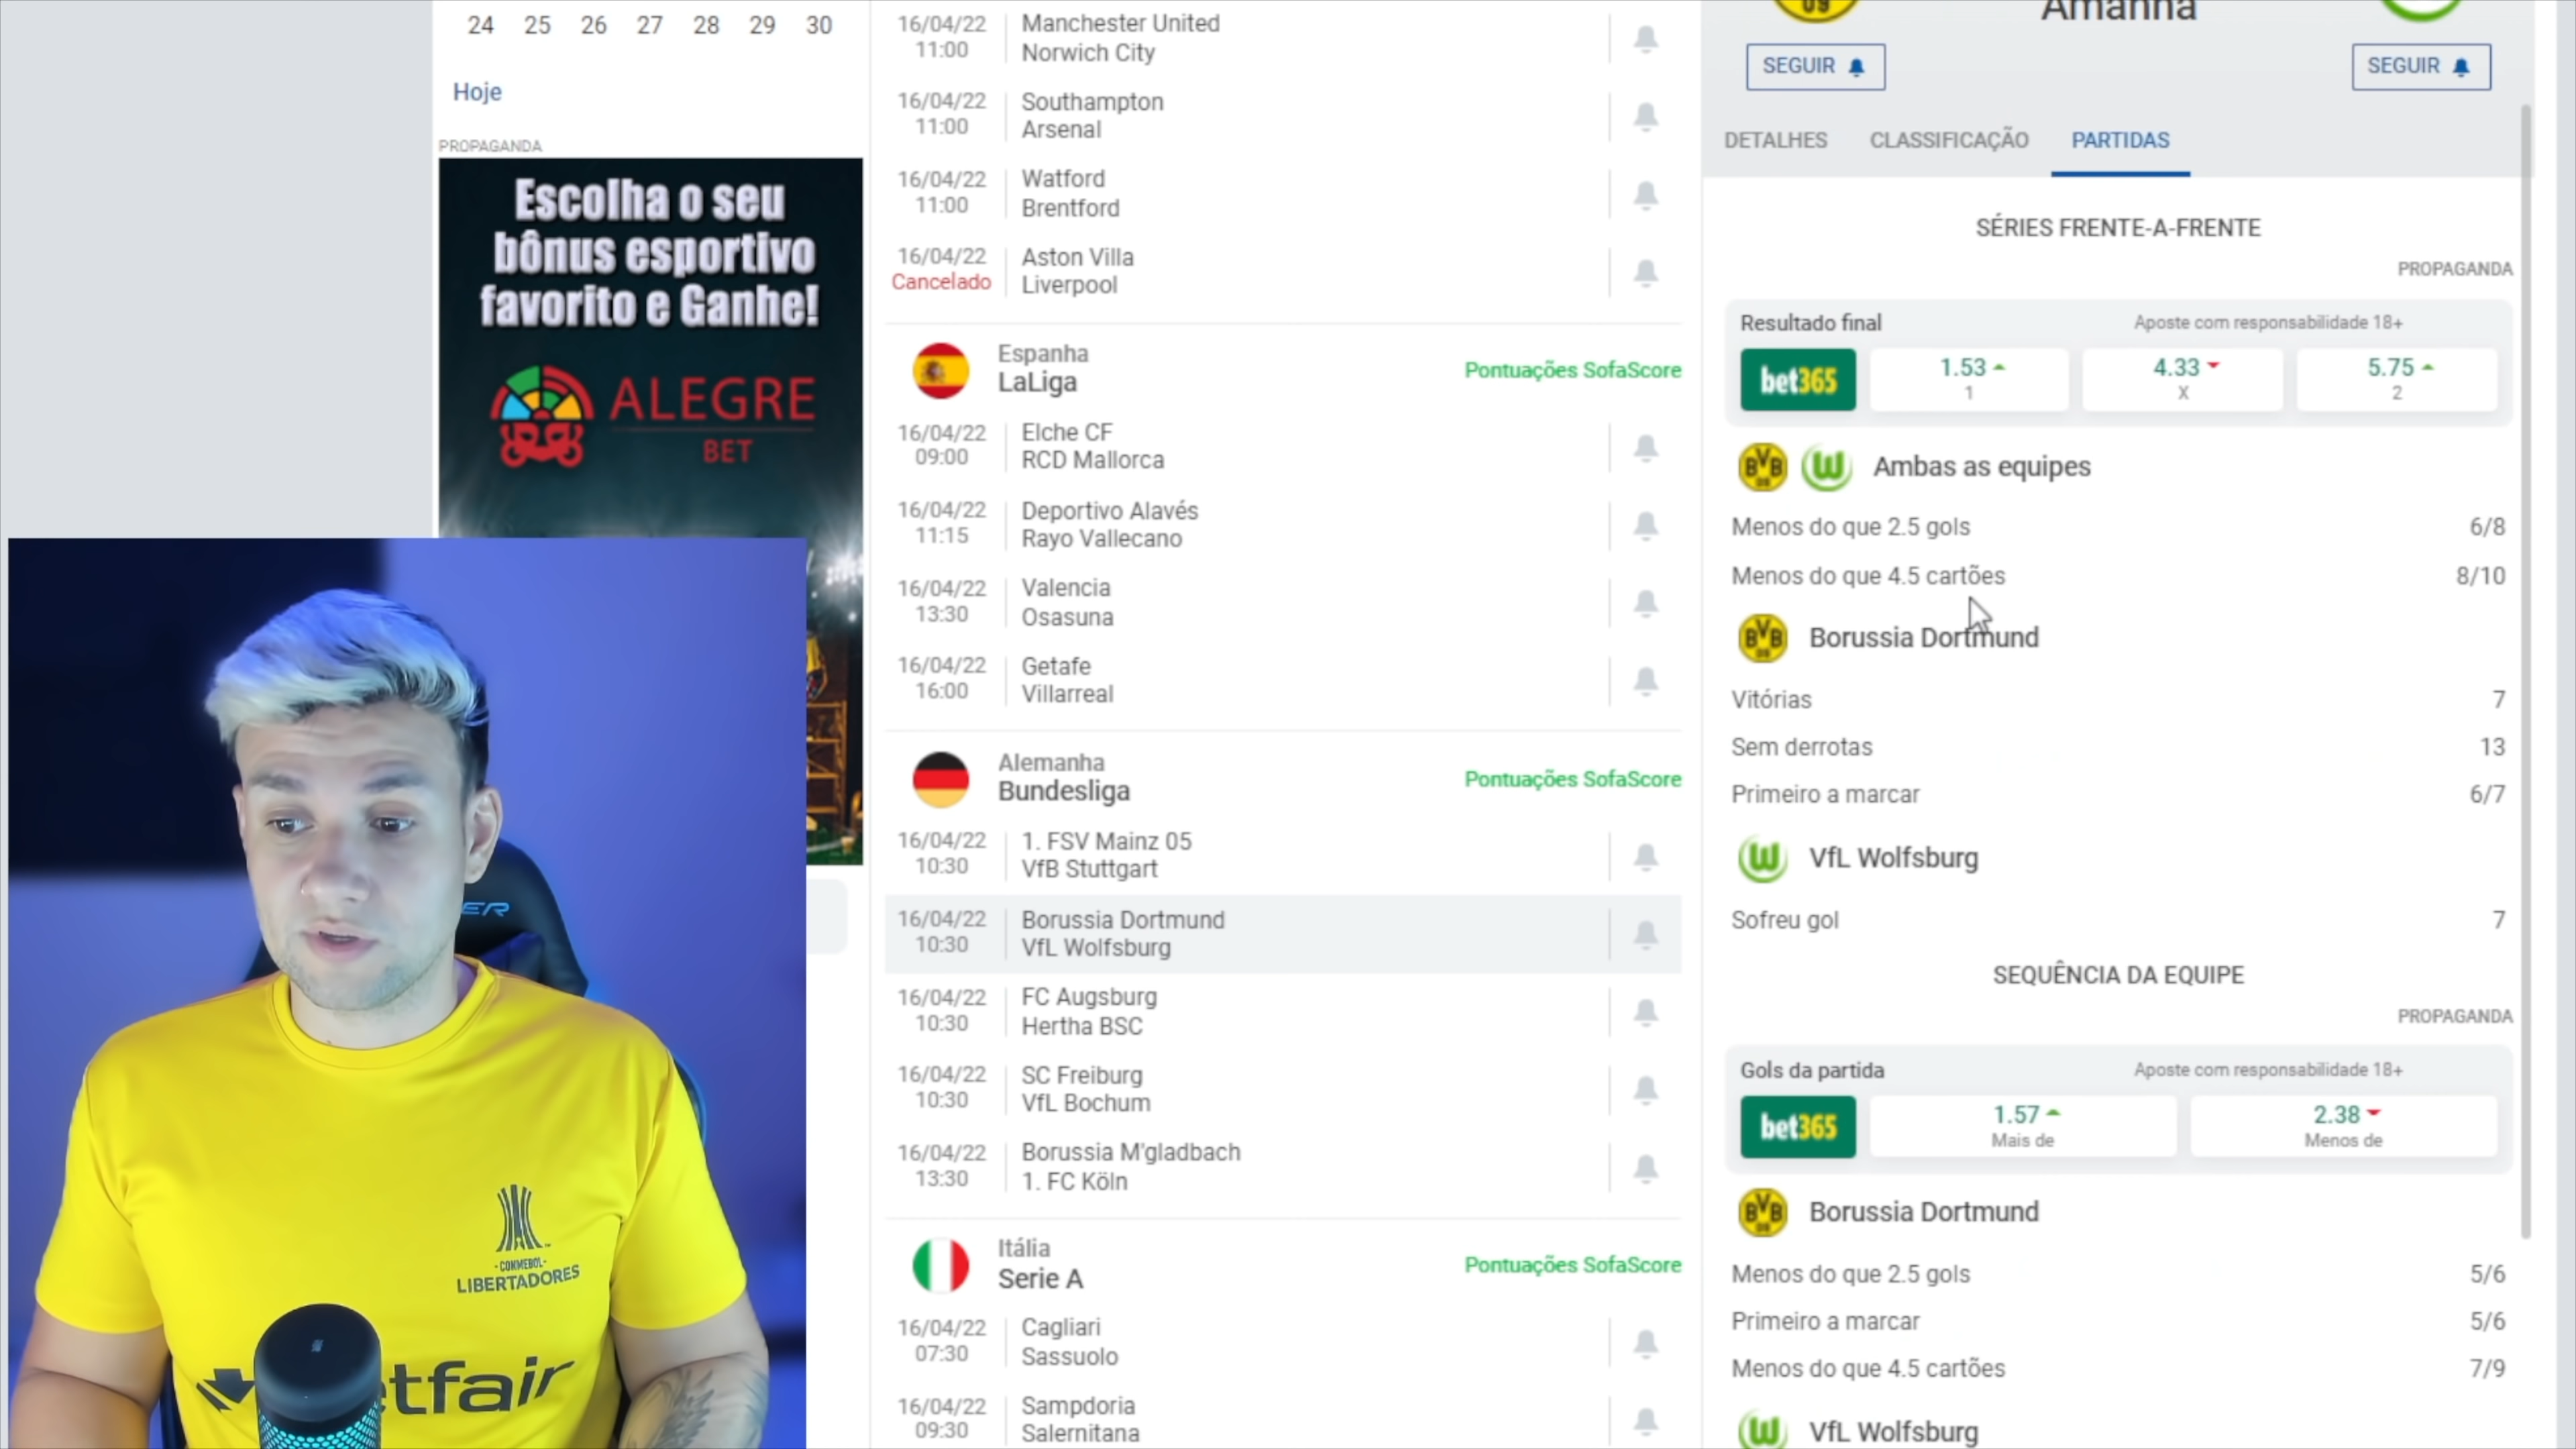 24 25 26 27 28 29 30
Hoje
PROPAGANDA
Escolha o seu
bônus esportivo
favorito e Ganhe!
ALEGRE
BET
ER
CONMEBOL
LIBERTADORES
etfair
16/04/22 Manchester United
11:00 Norwich City
16/04/22 Southampton
11:00 Arsenal
16/04/22 Watford
11:00 Brentford
16/04/22 Aston Villa
Cancelado Liverpool
Espanha
LaLiga
Pontuações SofaScore
16/04/22 Elche CF
09:00 RCD Mallorca
16/04/22 Deportivo Alavés
11:15 Rayo Vallecano
16/04/22 Valencia
13:30 Osasuna
16/04/22 Getafe
16:00 Villarreal
Alemanha
Bundesliga
Pontuações SofaScore
16/04/22 1. FSV Mainz 05
10:30 VfB Stuttgart
16/04/22 Borussia Dortmund
10:30 VfL Wolfsburg
16/04/22 FC Augsburg
10:30 Hertha BSC
16/04/22 SC Freiburg
10:30 VfL Bochum
16/04/22 Borussia M'gladbach
13:30 1. FC Köln
Itália
Serie A
Pontuações SofaScore
16/04/22 Cagliari
07:30 Sassuolo
16/04/22 Sampdoria
09:30 Salernitana
09 Amanhã
SEGUIR SEGUIR
DETALHES CLASSIFICAÇÃO PARTIDAS
SÉRIES FRENTE-A-FRENTE
PROPAGANDA
Resultado final Aposte com responsabilidade 18+
bet365 1.53 4.33 5.75
1 X 2
BVB 09 W Ambas as equipes
Menos do que 2.5 gols 6/8
Menos do que 4.5 cartões 8/10
BVB 09 Borussia Dortmund
Vitórias 7
Sem derrotas 13
Primeiro a marcar 6/7
W VfL Wolfsburg
Sofreu gol 7
SEQUÊNCIA DA EQUIPE
PROPAGANDA
Gols da partida Aposte com responsabilidade 18+
bet365 1.57 2.38
Mais de Menos de
BVB 09 Borussia Dortmund
Menos do que 2.5 gols 5/6
Primeiro a marcar 5/6
Menos do que 4.5 cartões 7/9
W VfL Wolfsburg